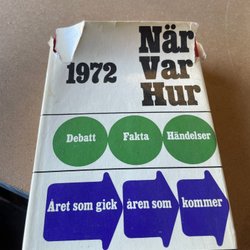 När
1972 Var
Hur
Debatt Fakta Händelser
Året som gick åren som kommer